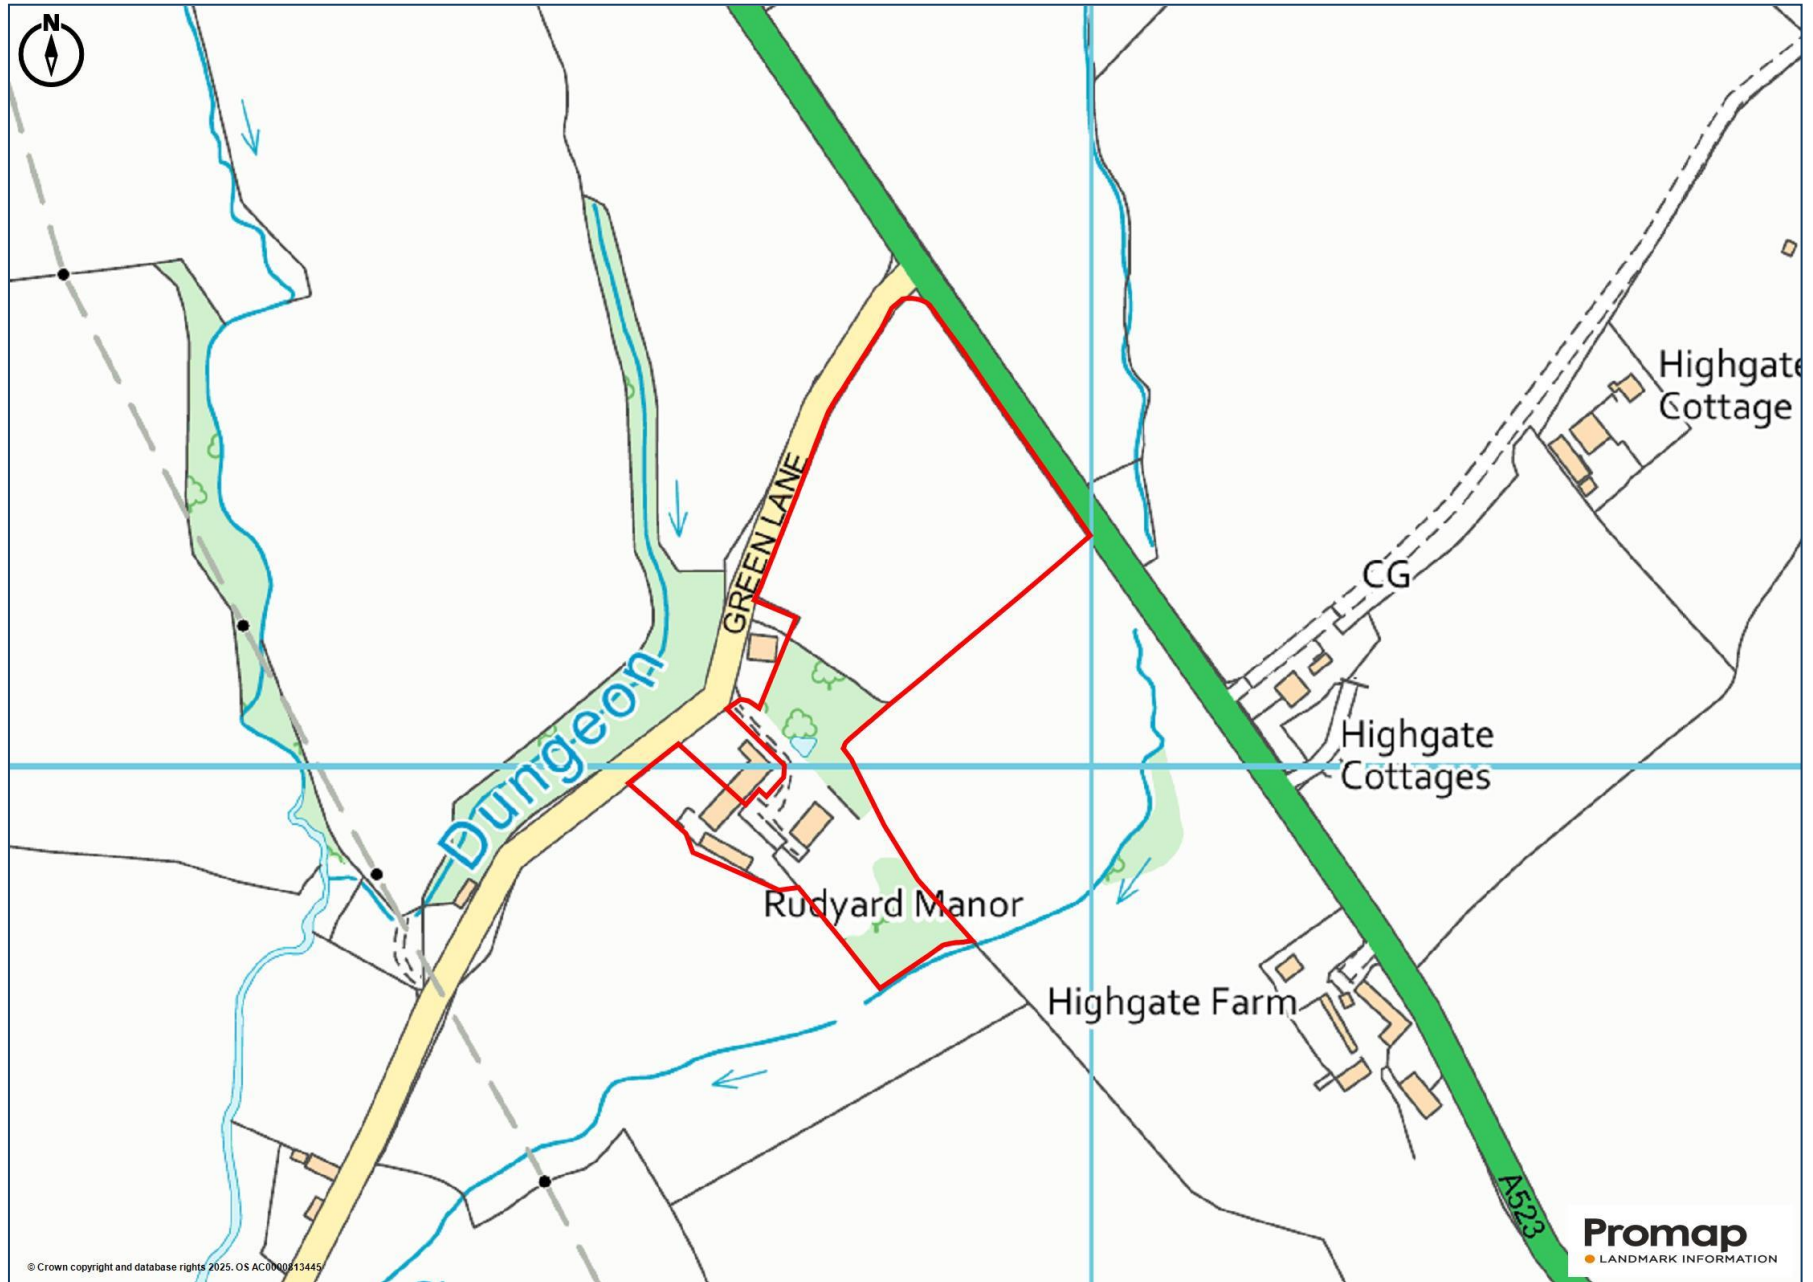 N
GREEN LANE
Dungeon
Highgate
Cottage
CG
Highgate
Cottages
Rudyard Manor
Highgate Farm
A523
Promap
LANDMARK INFORMATION
© Crown copyright and database rights 2025. OS AC0000813445